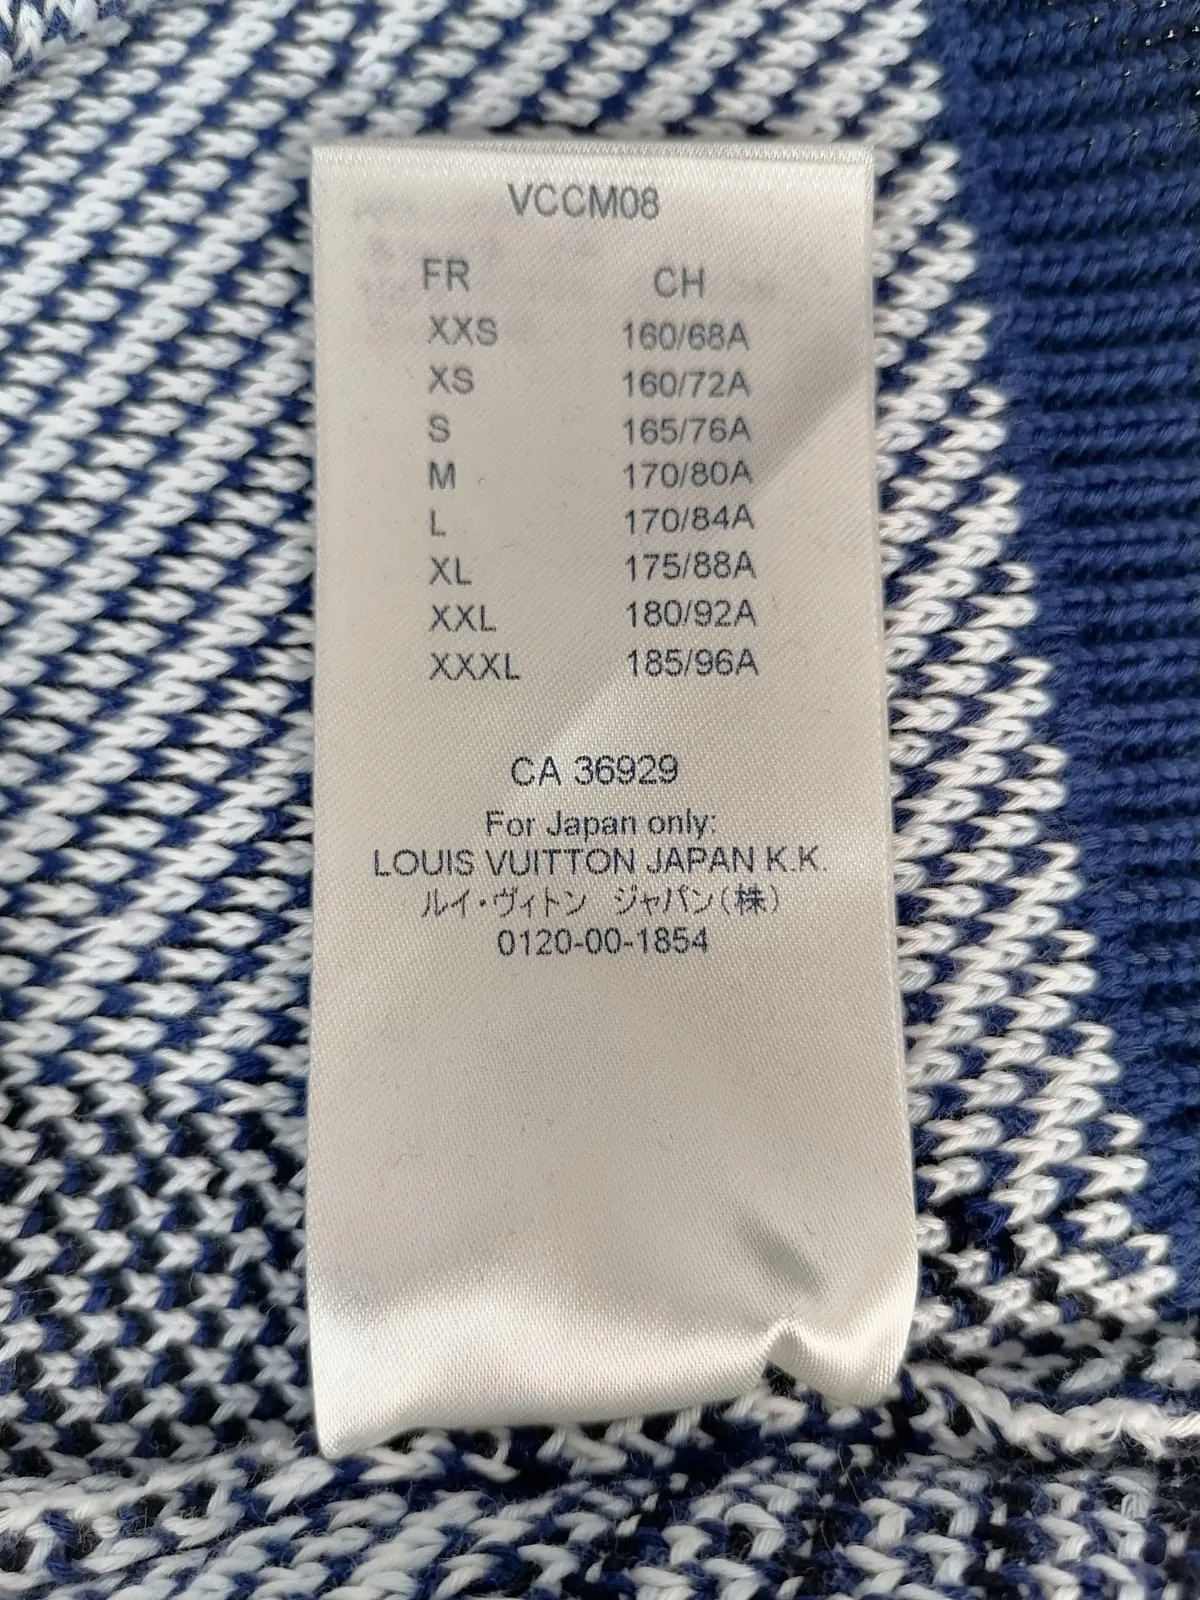 VCCM08
FR CH
XXS 160/68A
XS 160/72A
S 165/76A
M 170/80A
L 170/84A
XL 175/88A
XXL 180/92A
XXXL 185/96A
CA 36929
For Japan only:
LOUIS VUITTON JAPAN K.K.
ルイ・ヴィトン ジャパン(株)
0120-00-1854